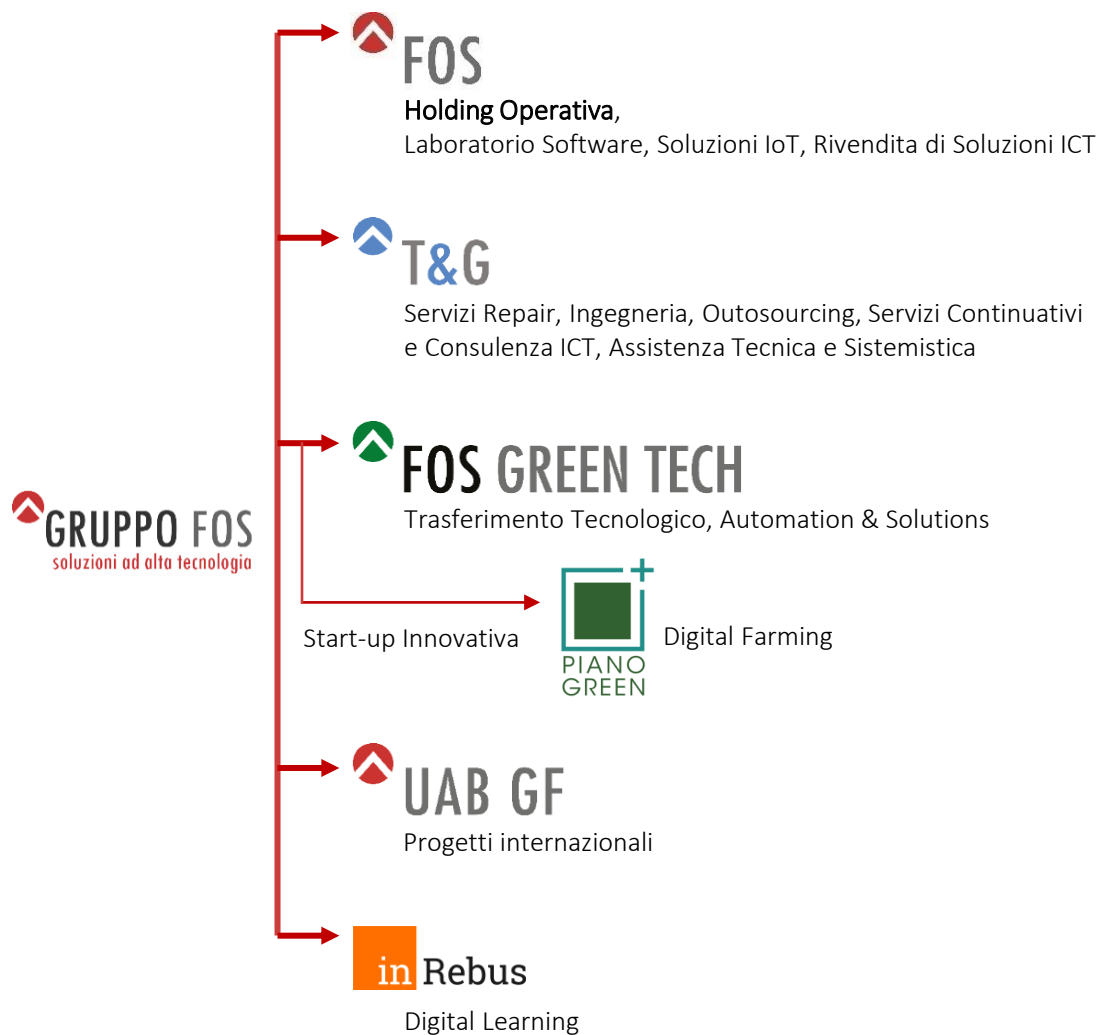 FOS
Holding Operativa,
Laboratorio Software, Soluzioni IoT, Rivendita di Soluzioni ICT
T&G
Servizi Repair, Ingegneria, Outosourcing, Servizi Continuativi
e Consulenza ICT, Assistenza Tecnica e Sistemistica
FOS GREEN TECH
Trasferimento Tecnologico, Automation & Solutions
GRUPPO FOS
soluzioni ad alta tecnologia
Start-up Innovativa
PIANO
GREEN
Digital Farming
UAB GF
Progetti internazionali
in Rebus
Digital Learning